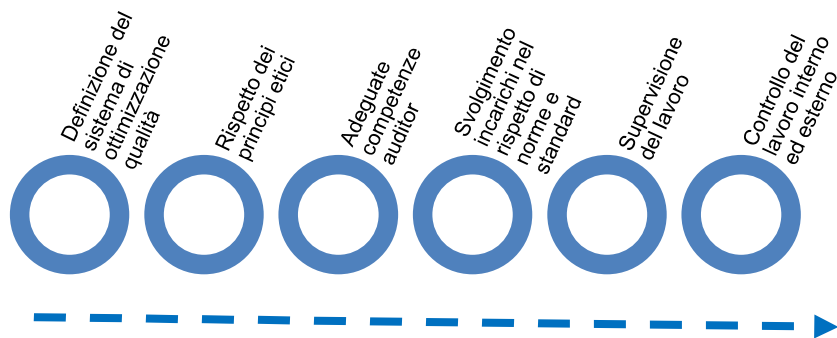 Definizione del
sistema di
ottimizzazione
qualità
Rispetto dei
principi etici
Adeguate
competenze
auditor
Svolgimento
incarichi nel
rispetto di
norme e
standard
Supervisione
del lavoro
Controllo del
lavoro interno
ed esterno